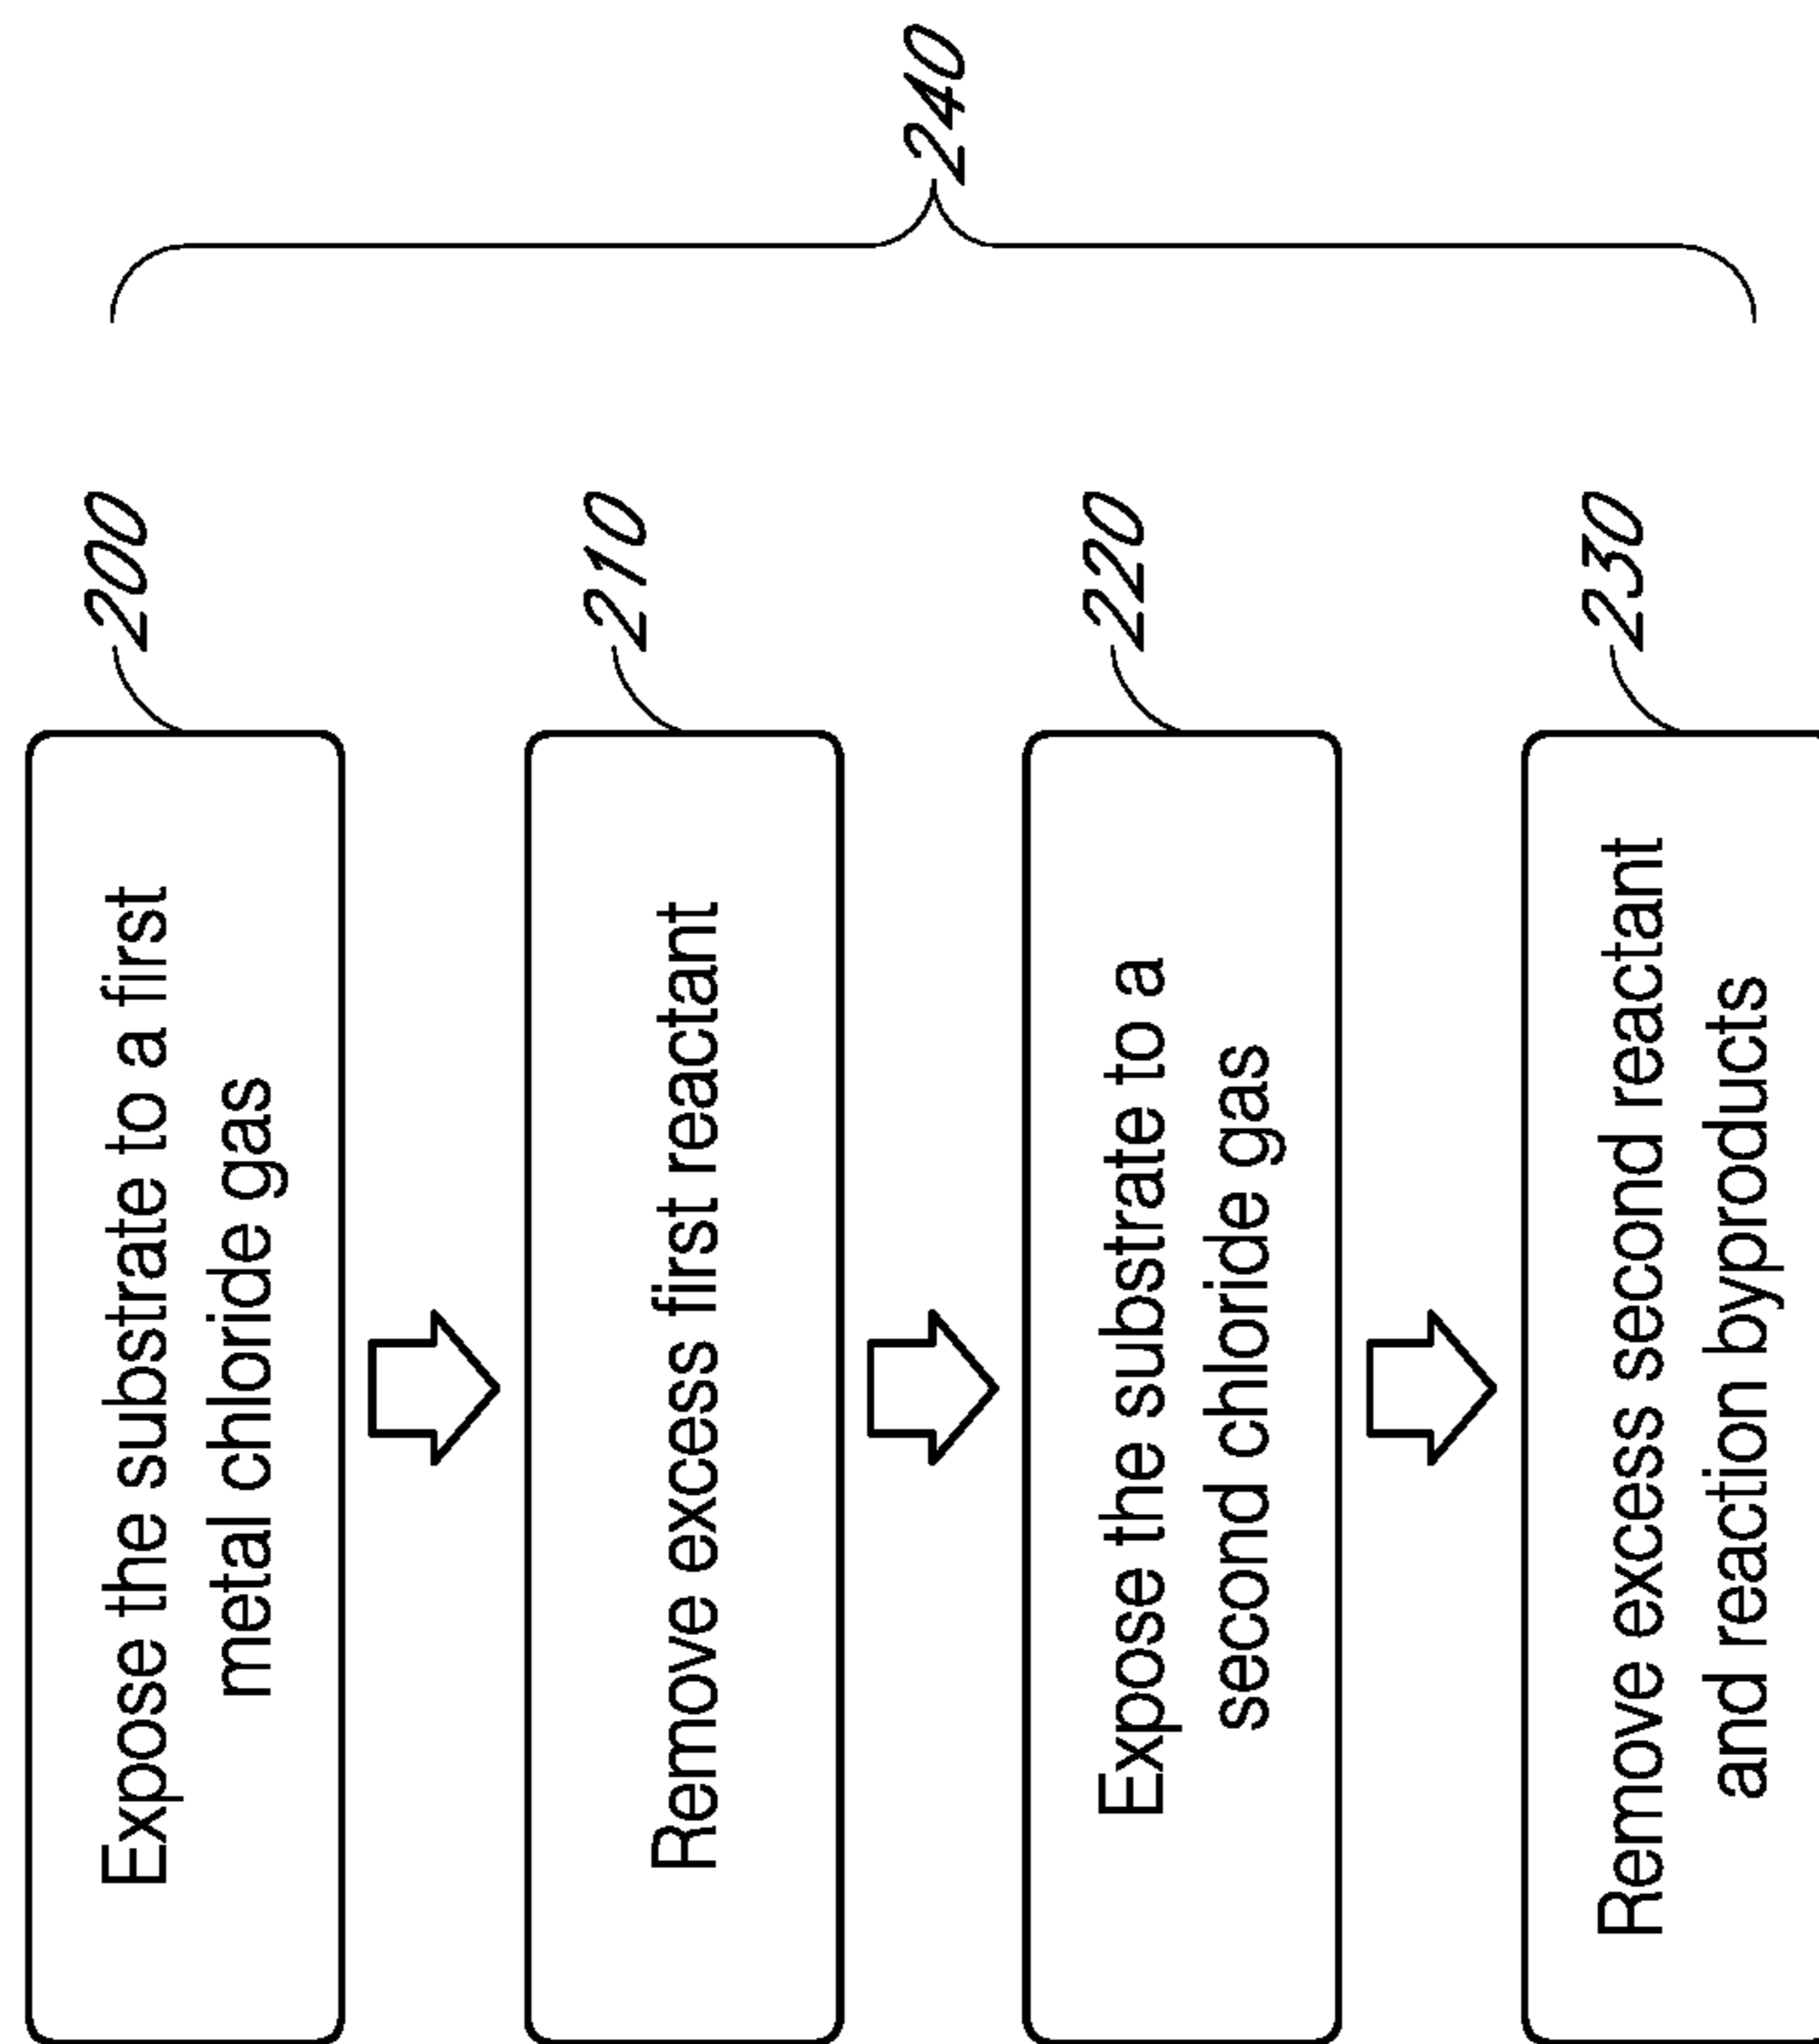 Expose the substrate to a first
metal chloride gas
200
Remove excess first reactant
210
Expose the substrate to a
second chloride gas
220
Remove excess second reactant
and reaction byproducts
230
240